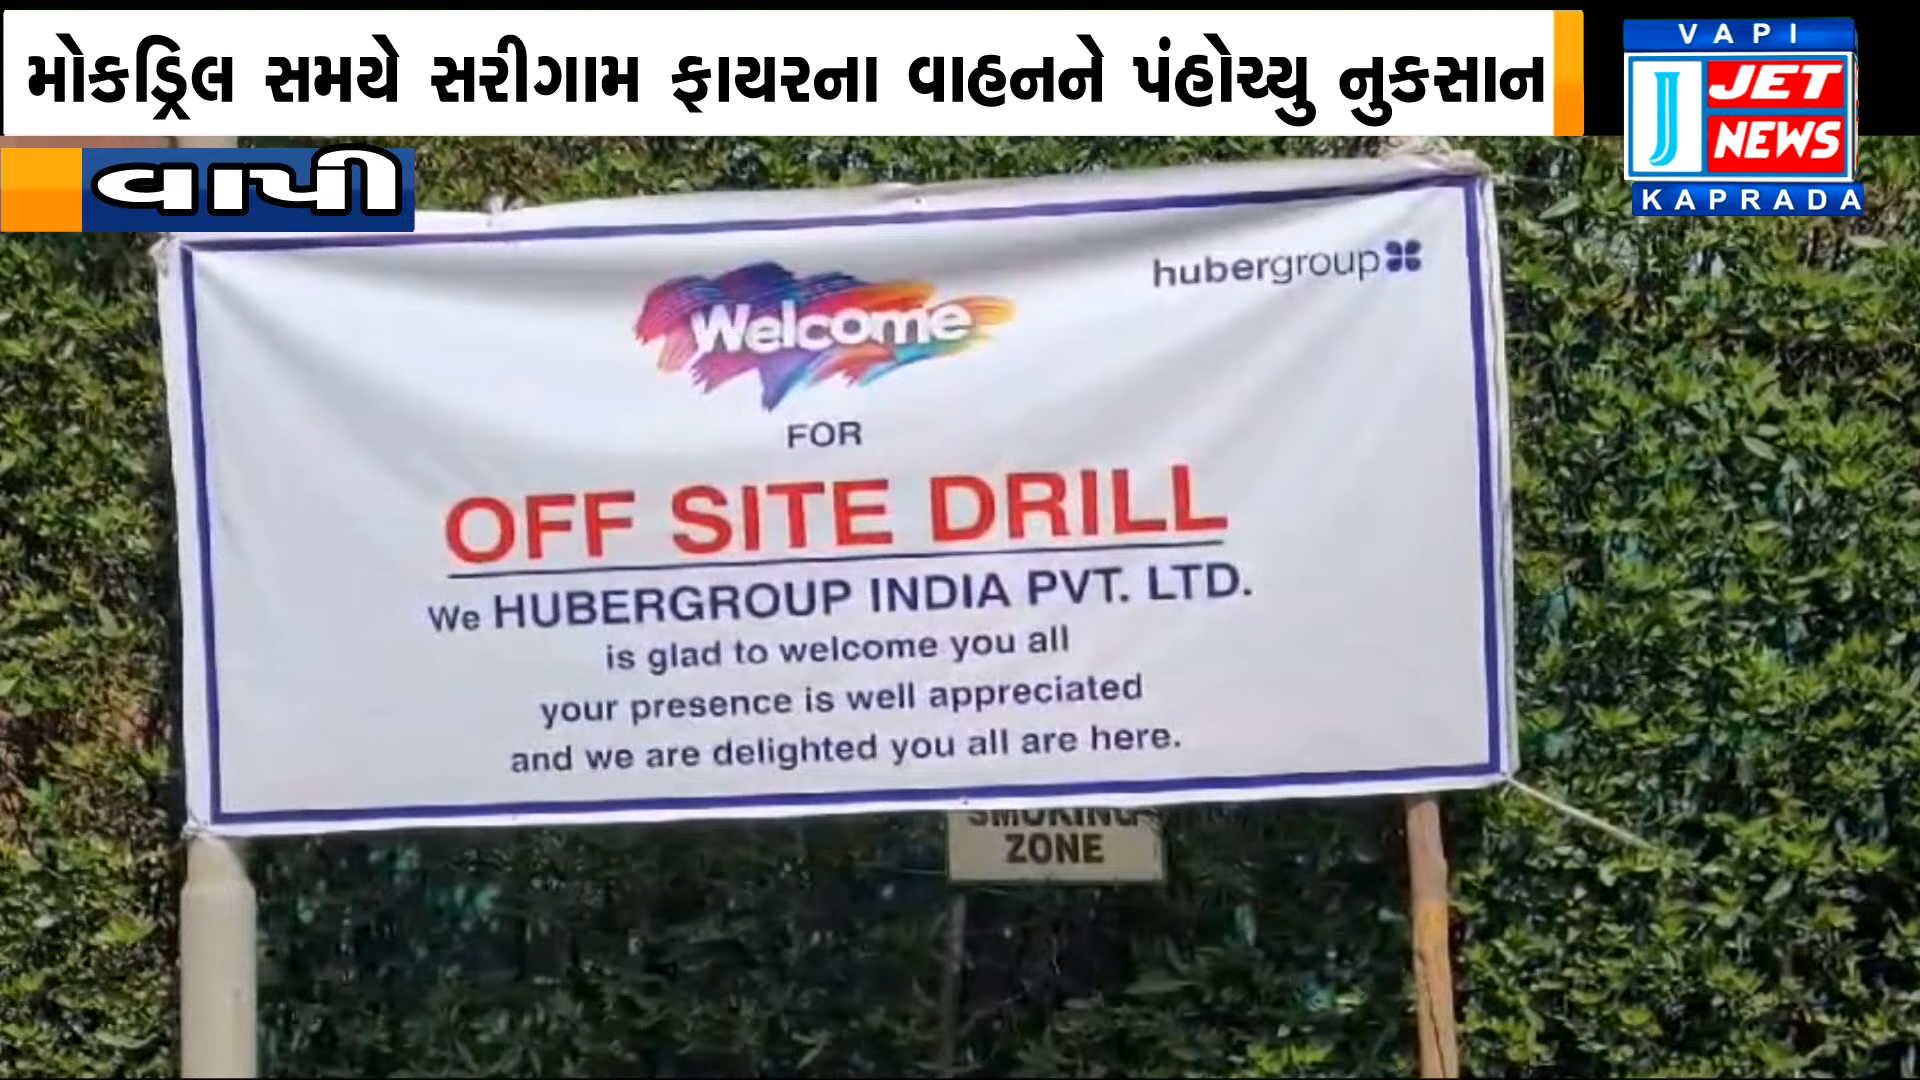 મોકડ્રિલ સમયે સરીગામ ફાયરના વાહનને પંહોચ્યુ નુકસાન
VAPI
J JET
NEWS
KAPRADA
વાપી
hubergroup
Welcome
FOR
OFF SITE DRILL
We HUBERGROUP INDIA PVT. LTD.
is glad to welcome you all
your presence is well appreciated
and we are delighted you all are here.
SMOKING
ZONE